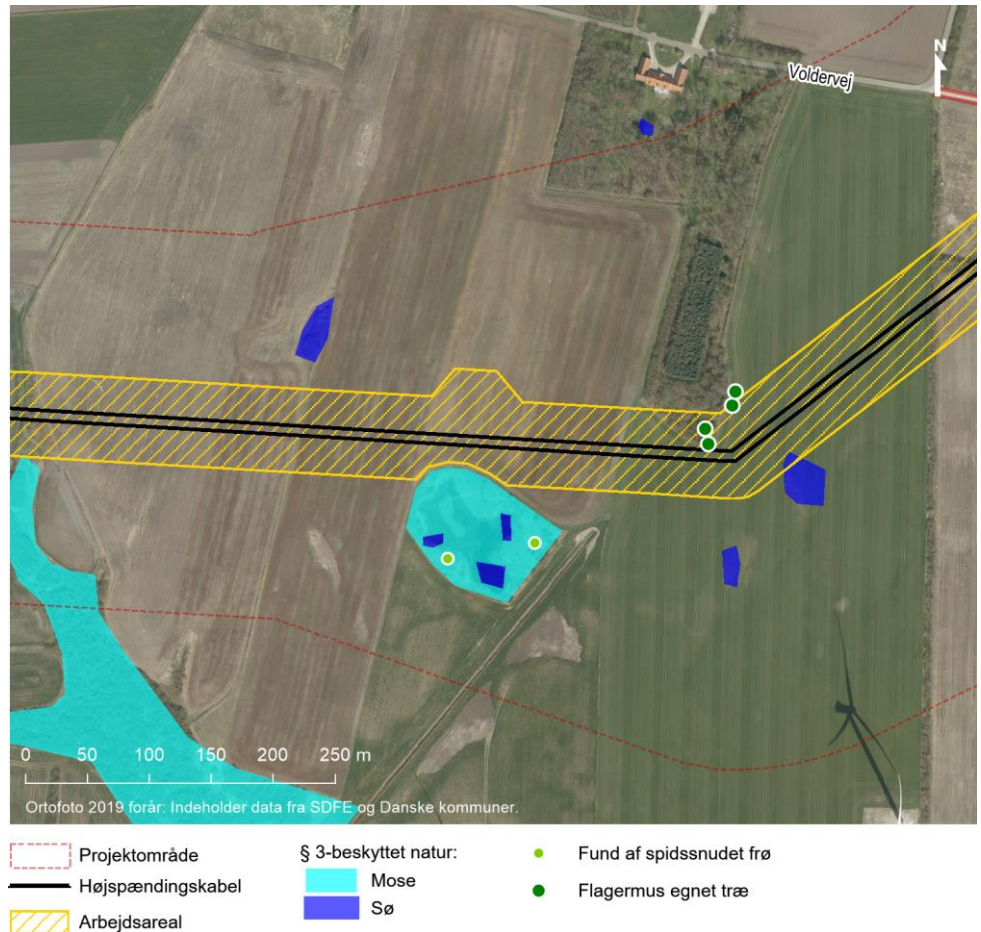 N
Voldervej
0 50 100 150 200 250 m
Ortofoto 2019 forår: Indeholder data fra SDFE og Danske kommuner.
Projektområde
Højspændingskabel
Arbejdsareal
§ 3-beskyttet natur:
Mose
Sø
Fund af spidssnudet frø
Flagermus egnet træ